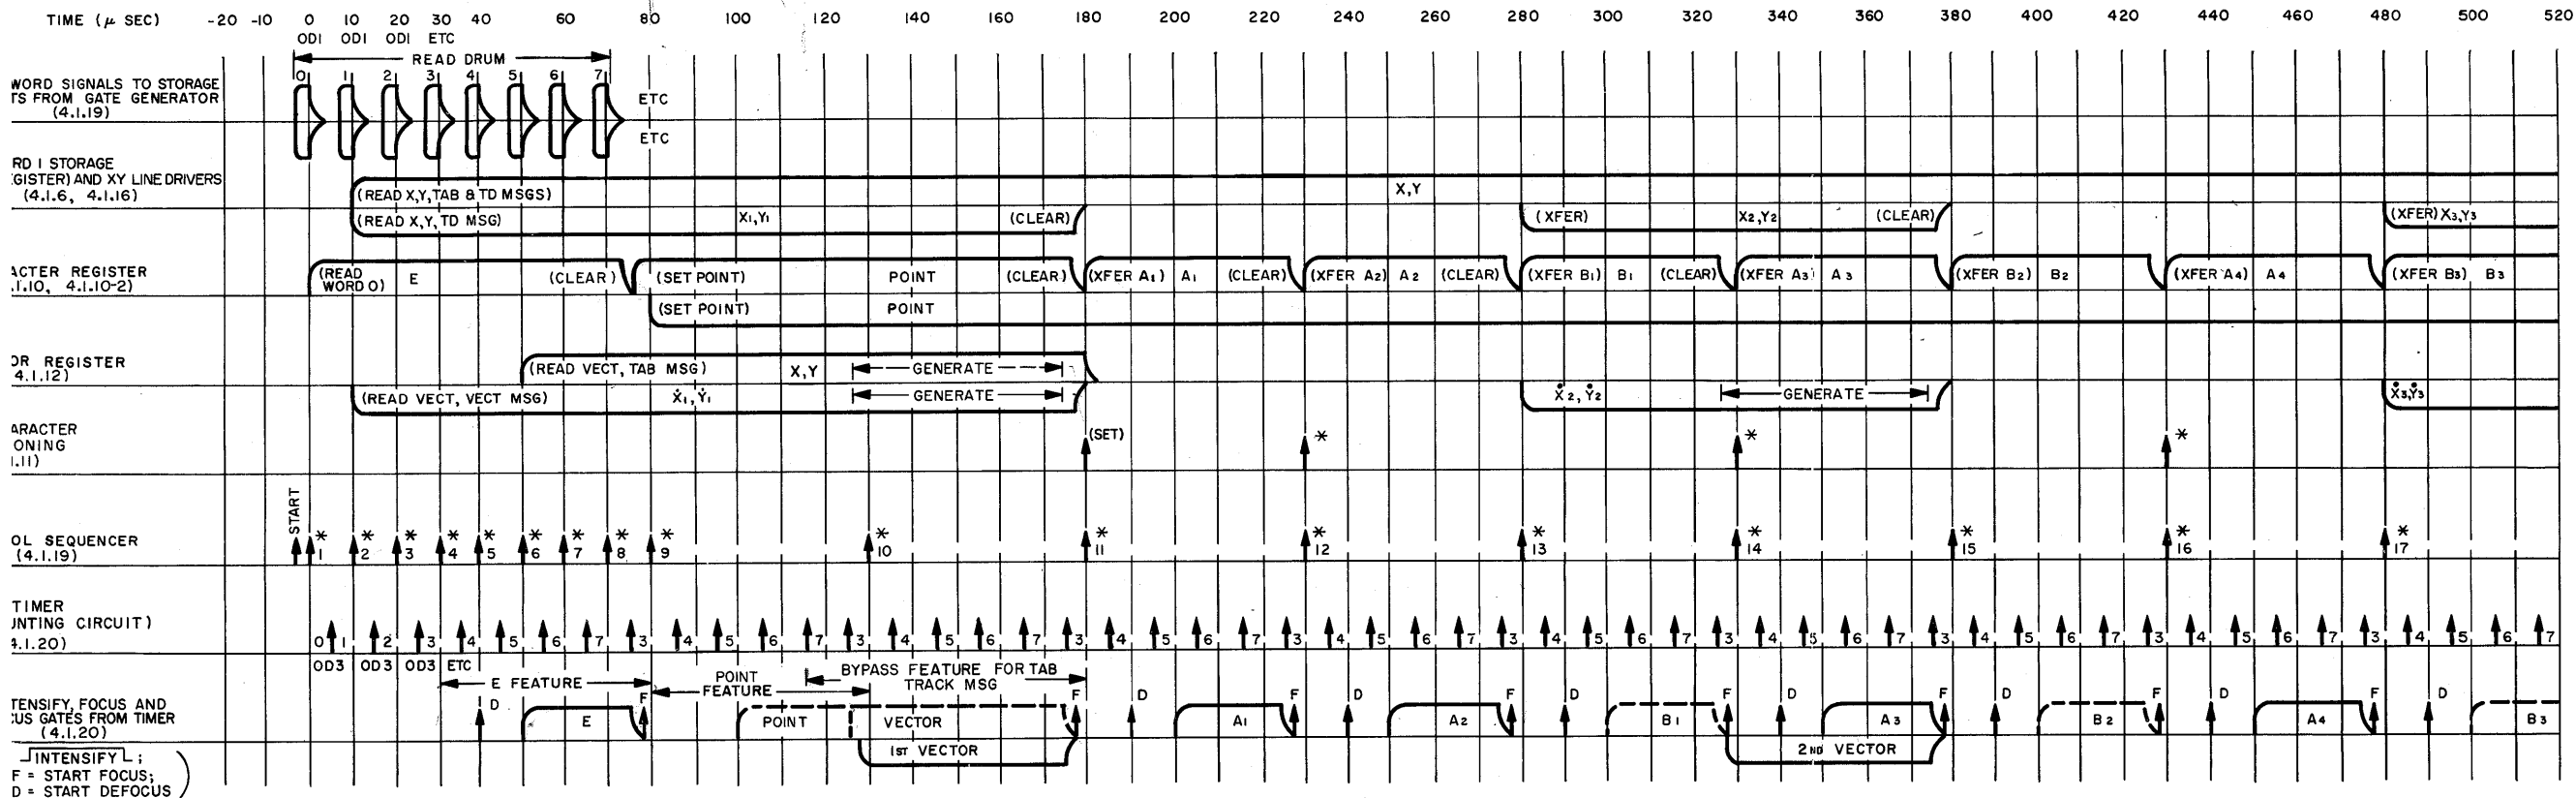 TIME (μ SEC) -20 -10 0 10 20 30 40 60 80 100 120 140 160 180 200 220 240 260 280 300 320 340 360 380 400 420 440 460 480 500 520
OD1 OD1 OD1 ETC
READ DRUM
0 1 2 3 4 5 6 7
WORD SIGNALS TO STORAGE
TS FROM GATE GENERATOR
(4.1.19)
ETC
ETC
RD 1 STORAGE
GISTER) AND XY LINE DRIVERS
(4.1.6, 4.1.16)
(READ X,Y,TAB & TD MSGS) X,Y
(READ X,Y,TD MSG) X1,Y1 (CLEAR) (XFER) X2,Y2 (CLEAR) (XFER) X3,Y3
ACTER REGISTER
.1.10, 4.1.10-2)
(READ WORD 0) E (CLEAR) (SET POINT) POINT (CLEAR) (XFER A1) A1 (CLEAR) (XFER A2) A2 (CLEAR) (XFER B1) B1 (CLEAR) (XFER A3) A3 (XFER B2) B2 (XFER A4) A4 (XFER B3) B3
(SET POINT) POINT
OR REGISTER
4.1.12)
(READ VECT, TAB MSG) X,Y GENERATE
(READ VECT, VECT MSG) Ẋ1,Ẏ1 GENERATE Ẋ2,Ẏ2 GENERATE Ẋ3,Ẏ3
ARACTER
ONING
1.11)
(SET) * * *
START
OL SEQUENCER
(4.1.19)
* * * * * * * * * * * * * * * * *
1 2 3 4 5 6 7 8 9 10 11 12 13 14 15 16 17
TIMER
UNTING CIRCUIT)
4.1.20)
0 1 2 3 4 5 6 7 3 4 5 6 7 3 4 5 6 7 3 4 5 6 7 3 4 5 6 7 3 4 5 6 7 3 4 5 6 7 3 4 5 6 7 3 4 5 6 7 3 4 5 6 7
OD3 OD3 OD3 ETC
E FEATURE
POINT
FEATURE
BYPASS FEATURE FOR TAB
TRACK MSG
TENSIFY, FOCUS AND
CUS GATES FROM TIMER
(4.1.20)
D F F D F D F D F D F D F D F D
E POINT VECTOR A1 A2 B1 A3 B2 A4 B3
1ST VECTOR 2ND VECTOR
INTENSIFY ;
F = START FOCUS;
D = START DEFOCUS